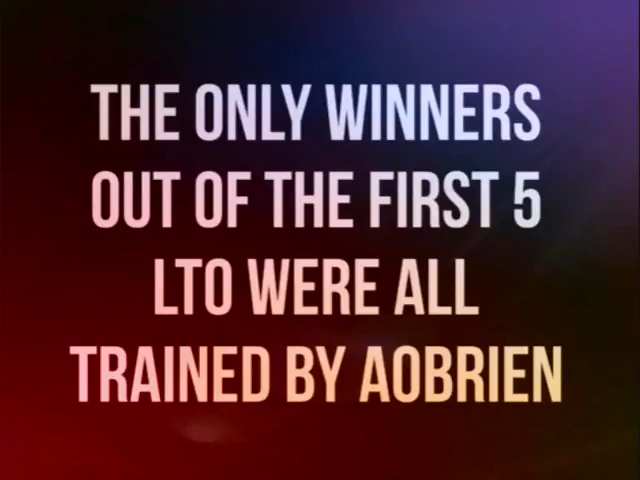 THE ONLY WINNERS
OUT OF THE FIRST 5
LTO WERE ALL
TRAINED BY AOBRIEN